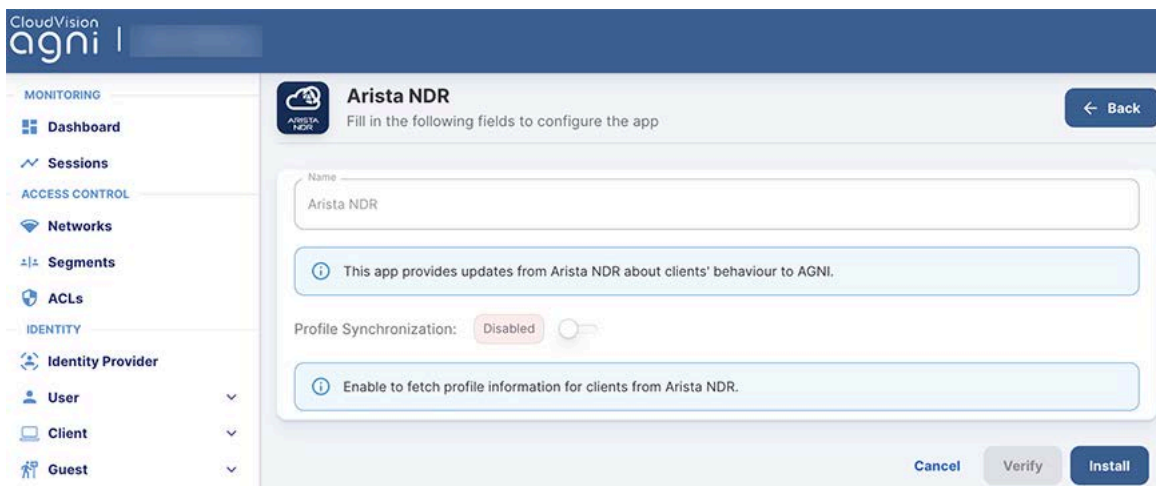 CloudVision
agni |
MONITORING
Dashboard
Sessions
ACCESS CONTROL
Networks
Segments
ACLs
IDENTITY
Identity Provider
User
Client
Guest
ARISTA
NDR
Arista NDR
Fill in the following fields to configure the app
← Back
Name
Arista NDR
This app provides updates from Arista NDR about clients' behaviour to AGNI.
Profile Synchronization: Disabled
Enable to fetch profile information for clients from Arista NDR.
Cancel Verify Install